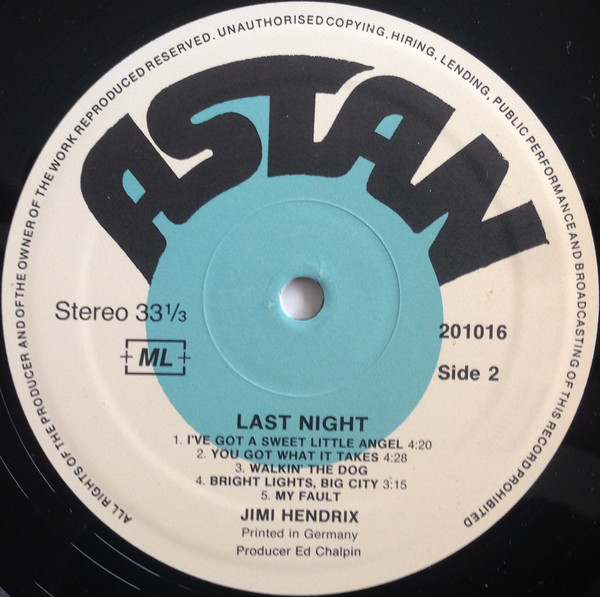 ALL RIGHTS OF THE PRODUCER AND OF THE OWNER OF THE WORK REPRODUCED RESERVED. UNAUTHORISED COPYING, HIRING, LENDING, PUBLIC PERFORMANCE AND BROADCASTING OF THIS RECORD PROHIBITED
ASTAN
Stereo 33⅓
201016
ML
Side 2
LAST NIGHT
1. I'VE GOT A SWEET LITTLE ANGEL 4:20
2. YOU GOT WHAT IT TAKES 4:28
3. WALKIN' THE DOG
4. BRIGHT LIGHTS, BIG CITY 3:15
5. MY FAULT
JIMI HENDRIX
Printed in Germany
Producer Ed Chalpin